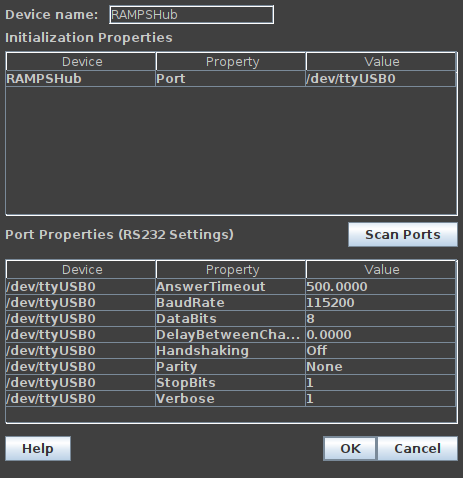 Device name: RAMPSHub
Initialization Properties
Device Property Value
RAMPSHub Port /dev/ttyUSB0
Port Properties (RS232 Settings) Scan Ports
Device Property Value
/dev/ttyUSB0 AnswerTimeout 500.0000
/dev/ttyUSB0 BaudRate 115200
/dev/ttyUSB0 DataBits 8
/dev/ttyUSB0 DelayBetweenCha... 0.0000
/dev/ttyUSB0 Handshaking Off
/dev/ttyUSB0 Parity None
/dev/ttyUSB0 StopBits 1
/dev/ttyUSB0 Verbose 1
Help OK Cancel